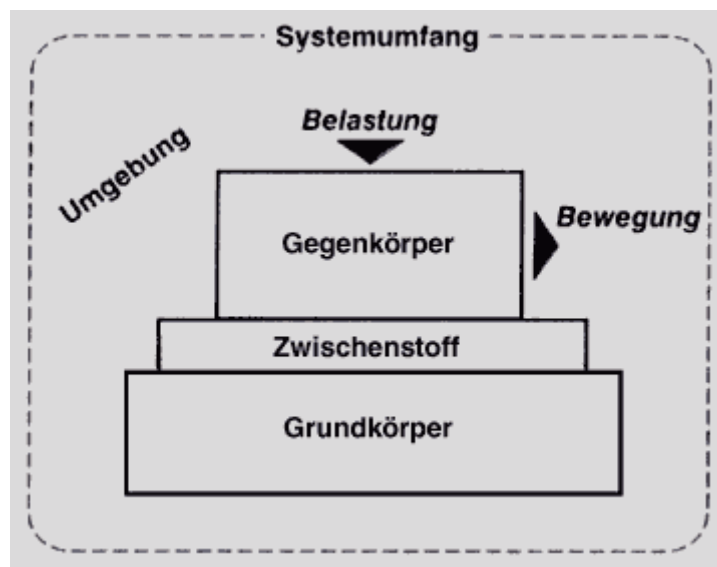 Systemumfang
Belastung
Umgebung
Bewegung
Gegenkörper
Zwischenstoff
Grundkörper